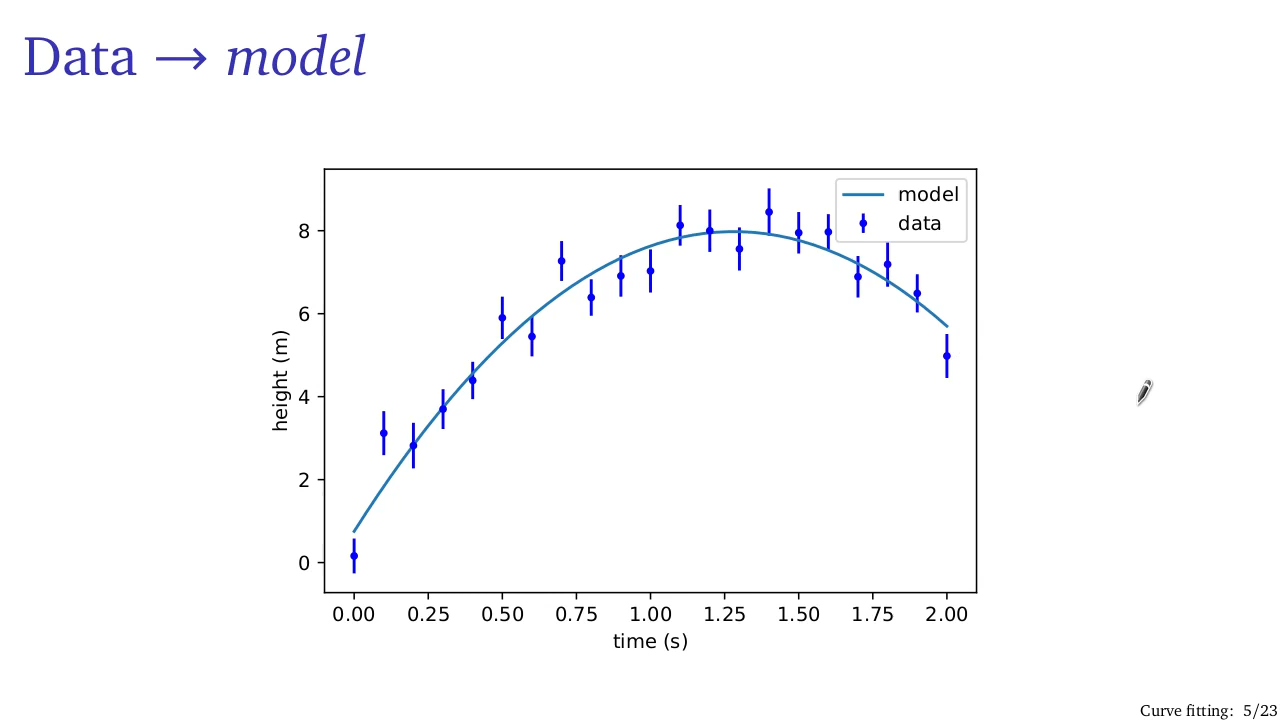 Data → model
model
data
8
6
4
2
0
height (m)
0.00 0.25 0.50 0.75 1.00 1.25 1.50 1.75 2.00
time (s)
Curve fitting: 5/23